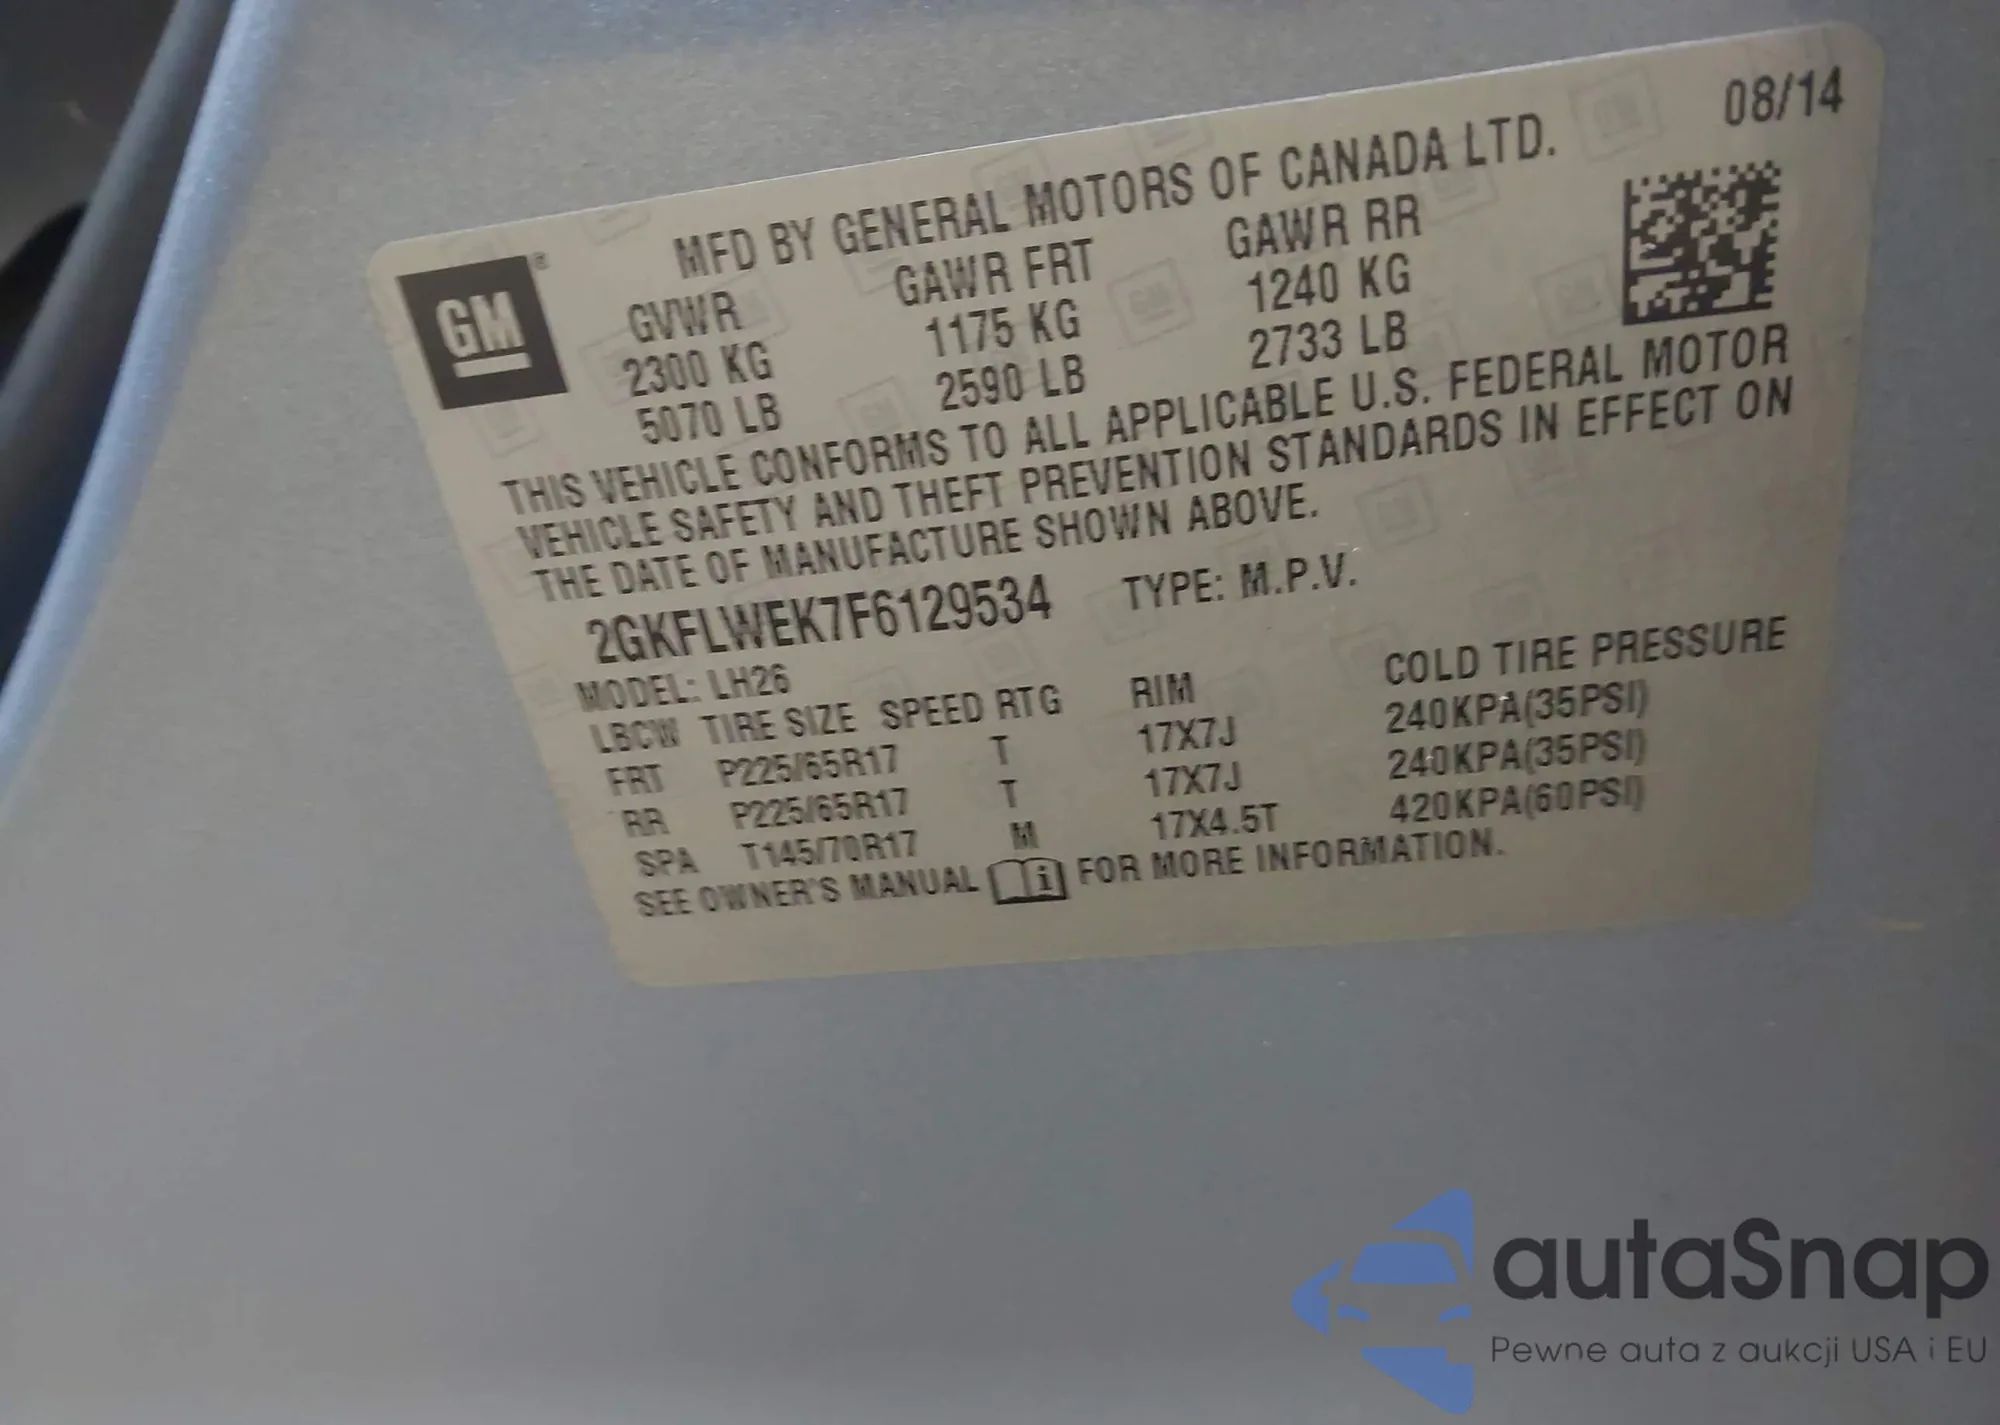 08/14
MFD BY GENERAL MOTORS OF CANADA LTD.
GM ®
GVWR GAWR FRT GAWR RR
2300 KG 1175 KG 1240 KG
5070 LB 2590 LB 2733 LB
THIS VEHICLE CONFORMS TO ALL APPLICABLE U.S. FEDERAL MOTOR
VEHICLE SAFETY AND THEFT PREVENTION STANDARDS IN EFFECT ON
THE DATE OF MANUFACTURE SHOWN ABOVE.
2GKFLWEK7F6129534 TYPE: M.P.V.
MODEL: LH26
LBCW TIRE SIZE SPEED RTG RIM COLD TIRE PRESSURE
FRT P225/65R17 T 17X7J 240KPA(35PSI)
RR P225/65R17 T 17X7J 240KPA(35PSI)
SPA T145/70R17 M 17X4.5T 420KPA(60PSI)
SEE OWNER'S MANUAL i FOR MORE INFORMATION.
autaSnap
Pewne auta z aukcji USA i EU